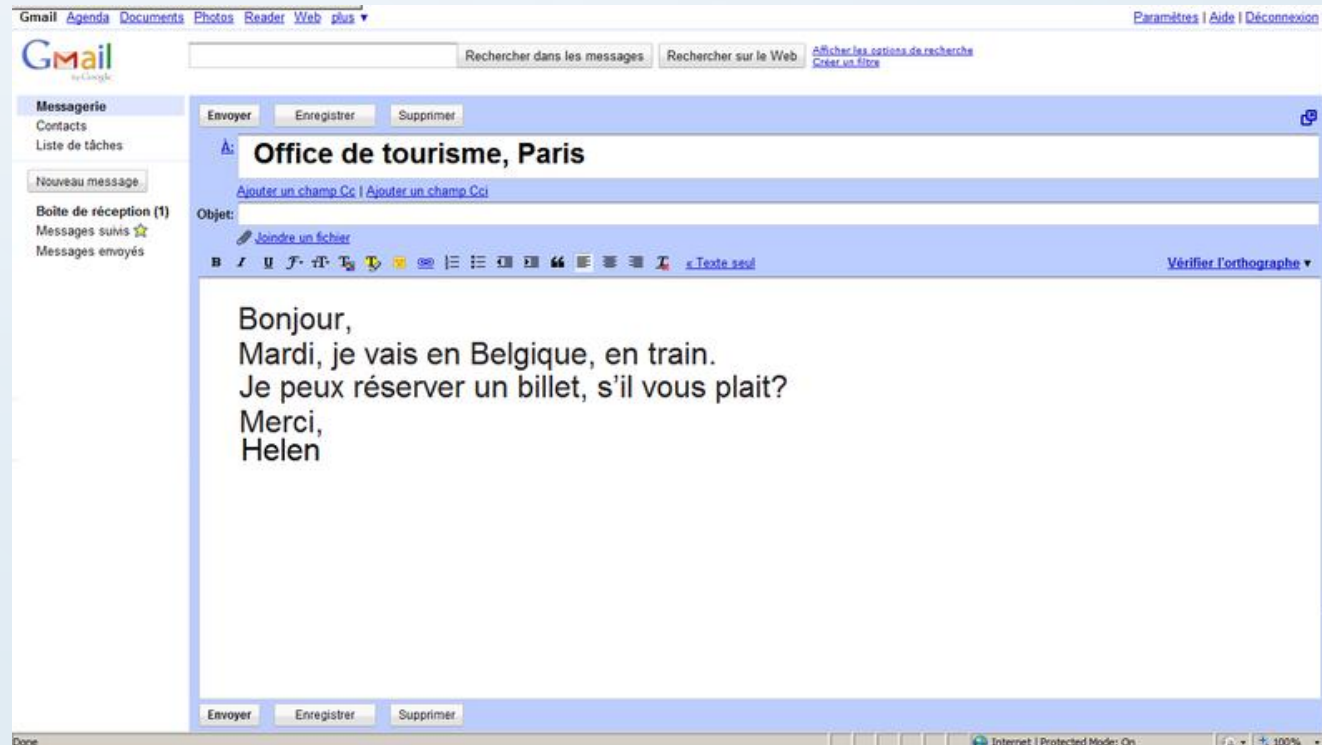 Gmail Agenda Documents Photos Reader Web plus ▼ Paramètres | Aide | Déconnexion
Gmail
by Google
Rechercher dans les messages Rechercher sur le Web Afficher les options de recherche
Créer un filtre
Messagerie
Contacts
Liste de tâches
Nouveau message
Boîte de réception (1)
Messages suivis
Messages envoyés
Envoyer Enregistrer Supprimer
À: Office de tourisme, Paris
Ajouter un champ Cc | Ajouter un champ Cci
Objet:
Joindre un fichier
B I U « Texte seul Vérifier l'orthographe ▼
Bonjour,
Mardi, je vais en Belgique, en train.
Je peux réserver un billet, s'il vous plait?
Merci,
Helen
Envoyer Enregistrer Supprimer
Done Internet | Protected Mode: On 100%